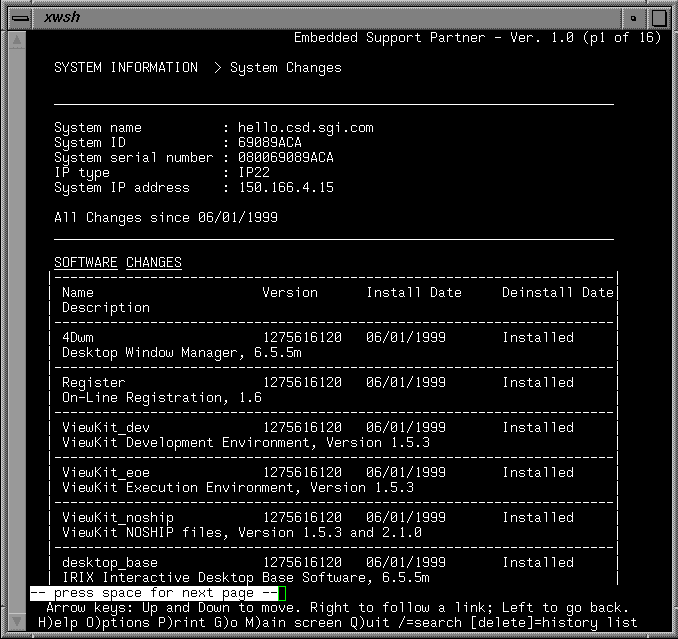 xwsh
Embedded Support Partner - Ver. 1.0 (p1 of 16)
SYSTEM INFORMATION > System Changes
System name : hello.csd.sgi.com
System ID : 69089ACA
System serial number : 080069089ACA
IP type : IP22
System IP address : 150.166.4.15
All Changes since 06/01/1999
SOFTWARE CHANGES
Name Version Install Date Deinstall Date
Description
4Dwm 1275616120 06/01/1999 Installed
Desktop Window Manager, 6.5.5m
Register 1275616120 06/01/1999 Installed
On-Line Registration, 1.6
ViewKit_dev 1275616120 06/01/1999 Installed
ViewKit Development Environment, Version 1.5.3
ViewKit_eoe 1275616120 06/01/1999 Installed
ViewKit Execution Environment, Version 1.5.3
ViewKit_noship 1275616120 06/01/1999 Installed
ViewKit NOSHIP files, Version 1.5.3 and 2.1.0
desktop_base 1275616120 06/01/1999 Installed
IRIX Interactive Desktop Base Software, 6.5.5m
-- press space for next page --
Arrow keys: Up and Down to move. Right to follow a link; Left to go back.
H)elp O)ptions P)rint G)o M)ain screen Q)uit /=search [delete]=history list